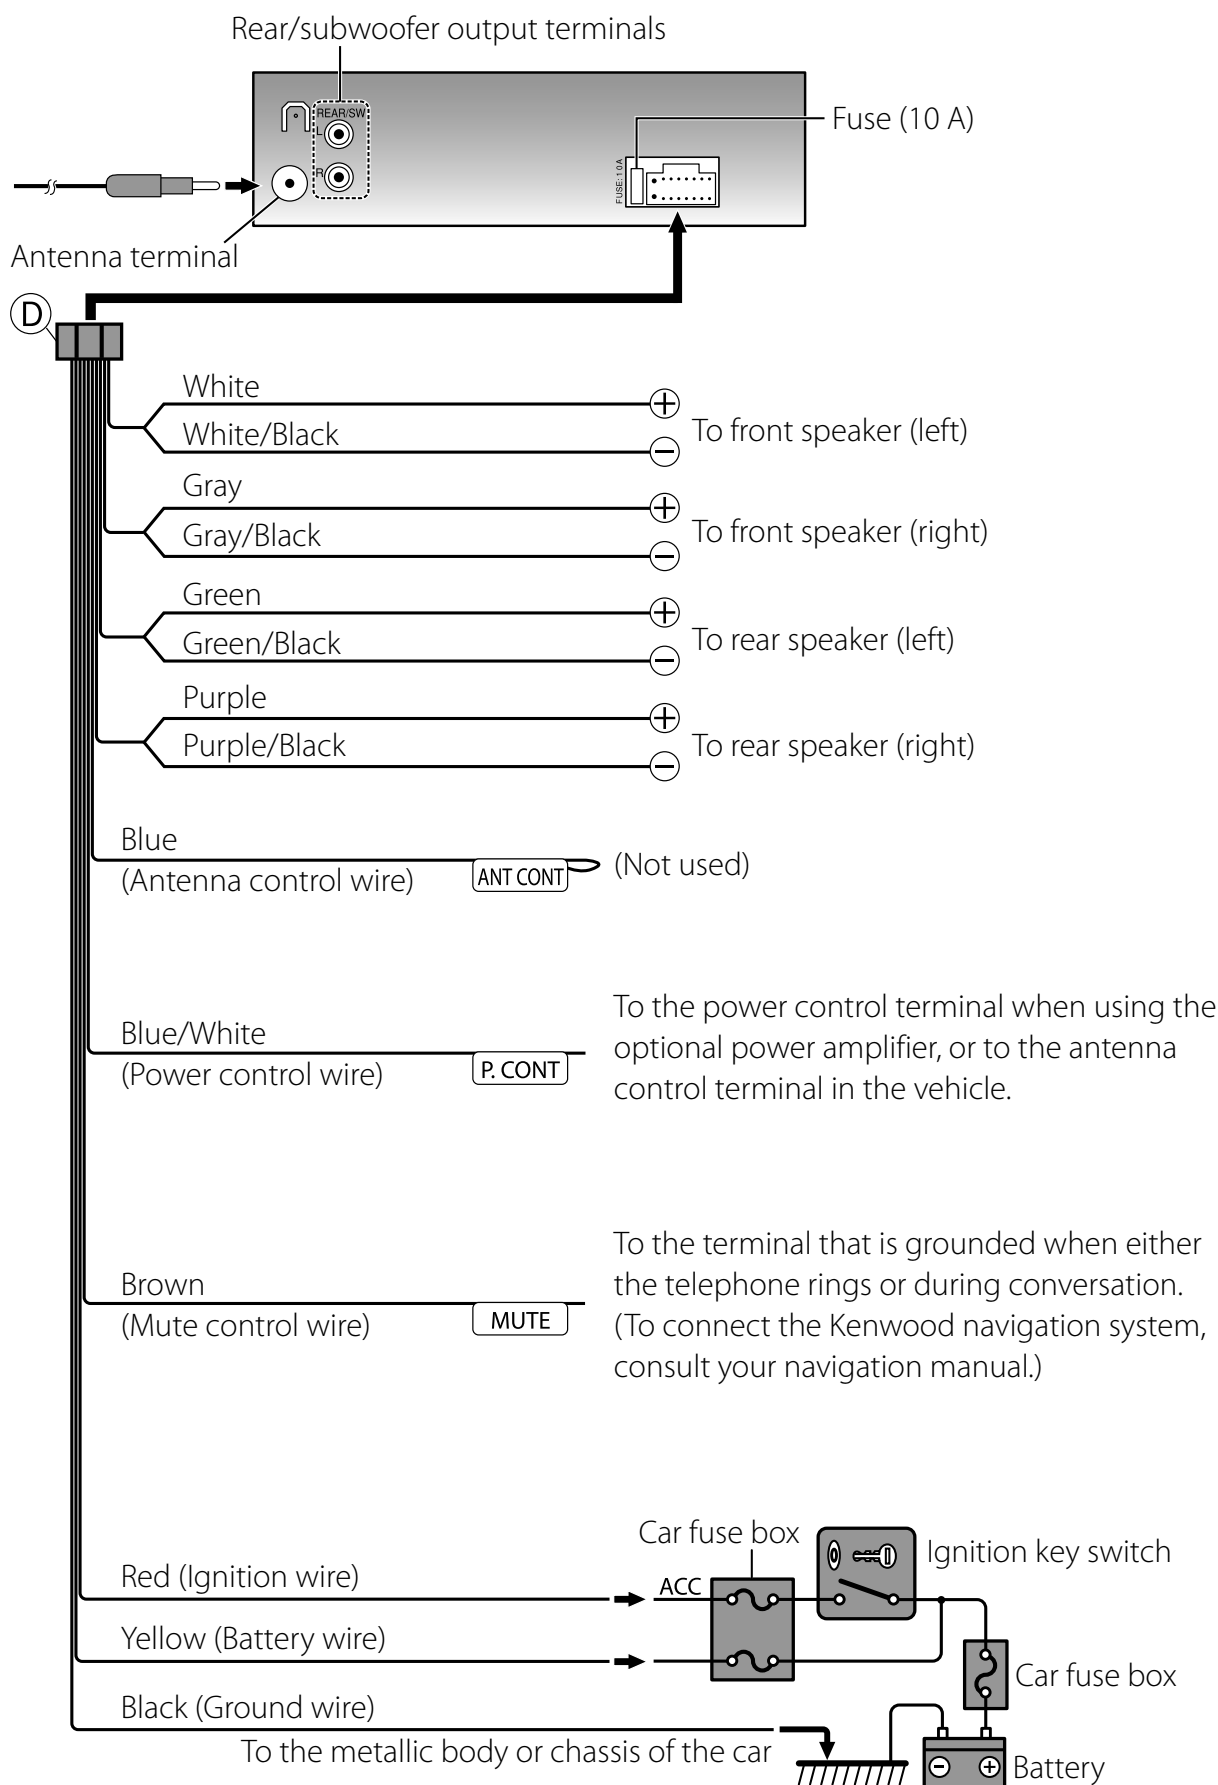 Rear/subwoofer output terminals
REAR/SW
L
R
FUSE: 10A
Fuse (10 A)
Antenna terminal
D
White
White/Black
+
−
To front speaker (left)
Gray
Gray/Black
+
−
To front speaker (right)
Green
Green/Black
+
−
To rear speaker (left)
Purple
Purple/Black
+
−
To rear speaker (right)
Blue
(Antenna control wire)
ANT CONT
(Not used)
Blue/White
(Power control wire)
P. CONT
To the power control terminal when using the
optional power amplifier, or to the antenna
control terminal in the vehicle.
Brown
(Mute control wire)
MUTE
To the terminal that is grounded when either
the telephone rings or during conversation.
(To connect the Kenwood navigation system,
consult your navigation manual.)
Car fuse box
Ignition key switch
Red (Ignition wire)
ACC
Yellow (Battery wire)
Car fuse box
Black (Ground wire)
To the metallic body or chassis of the car
−
+
Battery